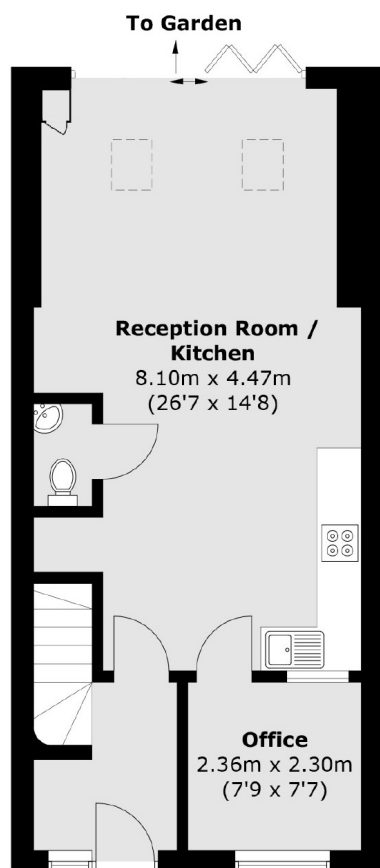 To Garden
Reception Room /
Kitchen
8.10m x 4.47m
(26'7 x 14'8)
Office
2.36m x 2.30m
(7'9 x 7'7)